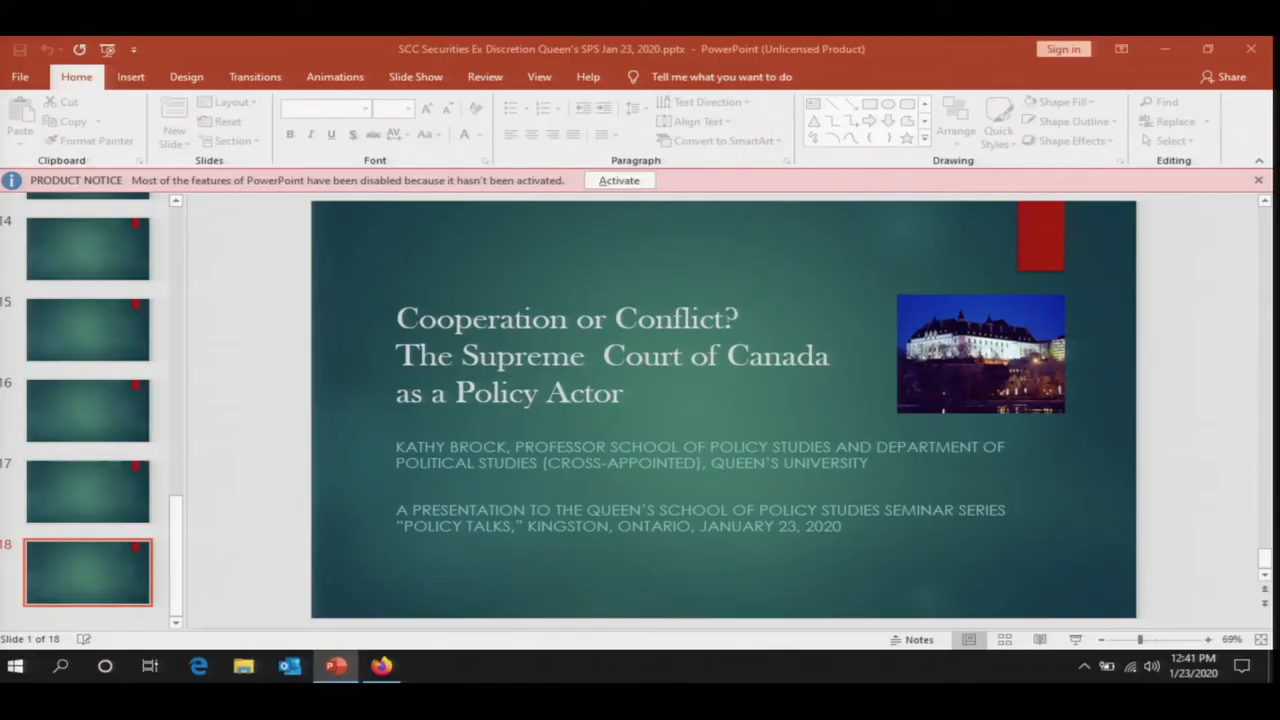 SCC Securities Ex Discretion Queen's SPS Jan 23, 2020.pptx - PowerPoint (Unlicensed Product)
Sign in
File Home Insert Design Transitions Animations Slide Show Review View Help Tell me what you want to do Share
Cut Layout Text Direction Shape Fill Find
Paste Copy New Slide Reset Align Text Arrange Quick Styles Shape Outline Replace
Format Painter Section Aa A Convert to SmartArt Shape Effects Select
Clipboard Slides Font Paragraph Drawing Editing
PRODUCT NOTICE Most of the features of PowerPoint have been disabled because it hasn't been activated. Activate
14
15
16
17
18
Cooperation or Conflict?
The Supreme Court of Canada
as a Policy Actor
KATHY BROCK, PROFESSOR SCHOOL OF POLICY STUDIES AND DEPARTMENT OF
POLITICAL STUDIES (CROSS-APPOINTED), QUEEN'S UNIVERSITY
A PRESENTATION TO THE QUEEN'S SCHOOL OF POLICY STUDIES SEMINAR SERIES
"POLICY TALKS," KINGSTON, ONTARIO, JANUARY 23, 2020
Slide 1 of 18 Notes 69%
12:41 PM
1/23/2020